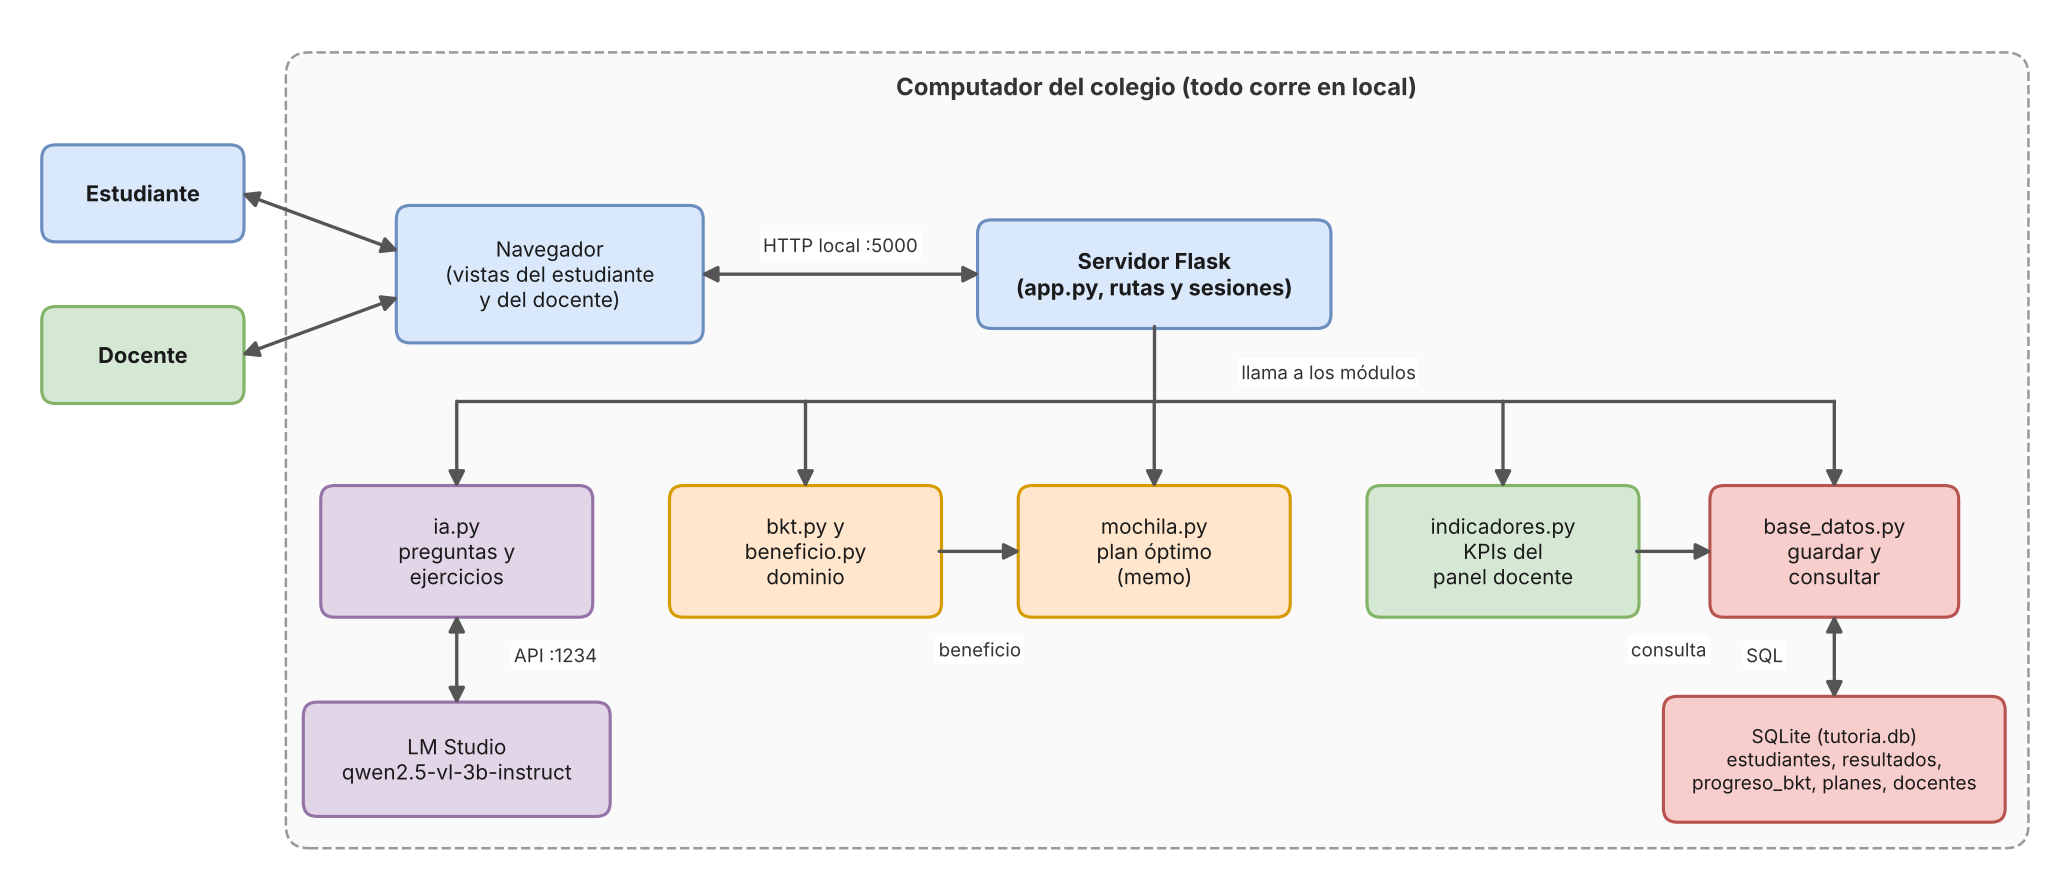 Computador del colegio (todo corre en local)
Estudiante
Docente
Navegador
(vistas del estudiante
y del docente)
HTTP local :5000
Servidor Flask
(app.py, rutas y sesiones)
llama a los módulos
ia.py
preguntas y
ejercicios
bkt.py y
beneficio.py
dominio
mochila.py
plan óptimo
(memo)
indicadores.py
KPIs del
panel docente
base_datos.py
guardar y
consultar
API :1234
beneficio
consulta
SQL
LM Studio
qwen2.5-vl-3b-instruct
SQLite (tutoria.db)
estudiantes, resultados,
progreso_bkt, planes, docentes